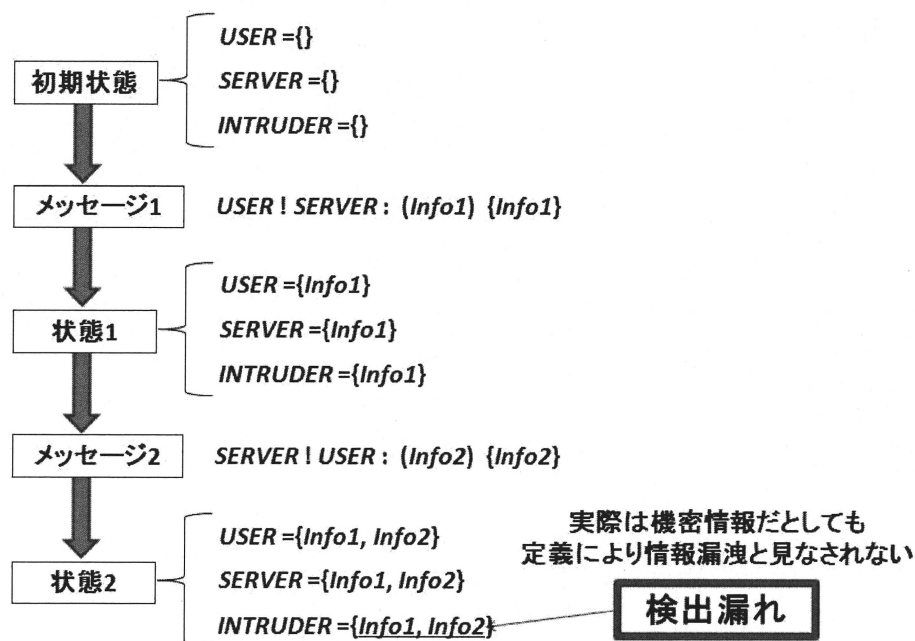 USER ={}
初期状態
SERVER ={}
INTRUDER ={}
メッセージ1
USER ! SERVER : (Info1) {Info1}
USER ={Info1}
状態1
SERVER ={Info1}
INTRUDER ={Info1}
メッセージ2
SERVER ! USER : (Info2) {Info2}
実際は機密情報だとしても
定義により情報漏洩と見なされない
USER ={Info1, Info2}
状態2
SERVER ={Info1, Info2}
検出漏れ
INTRUDER ={Info1, Info2}